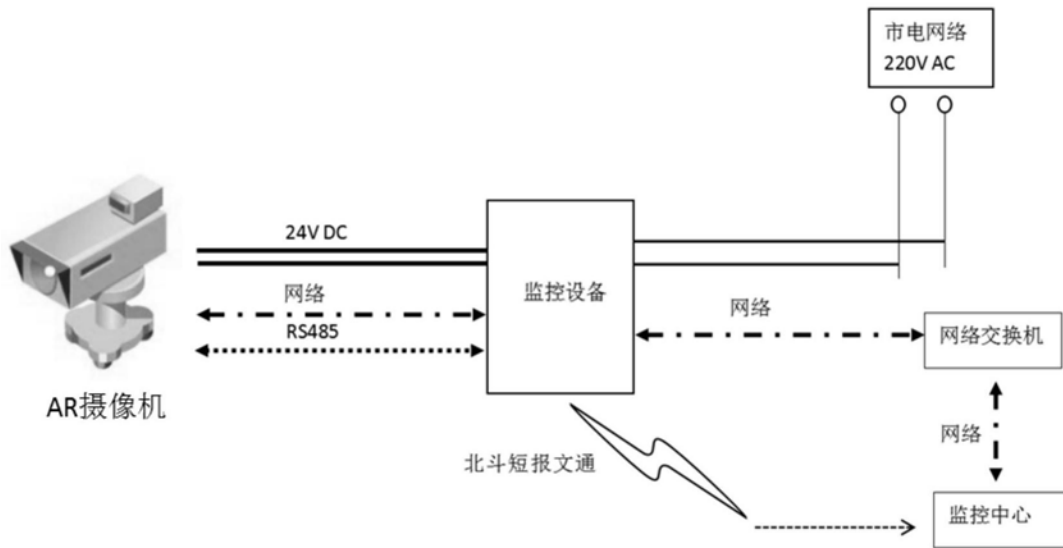 市电网络
220V AC
24V DC
网络
RS485
监控设备
网络
网络交换机
AR摄像机
网络
北斗短报文通
监控中心